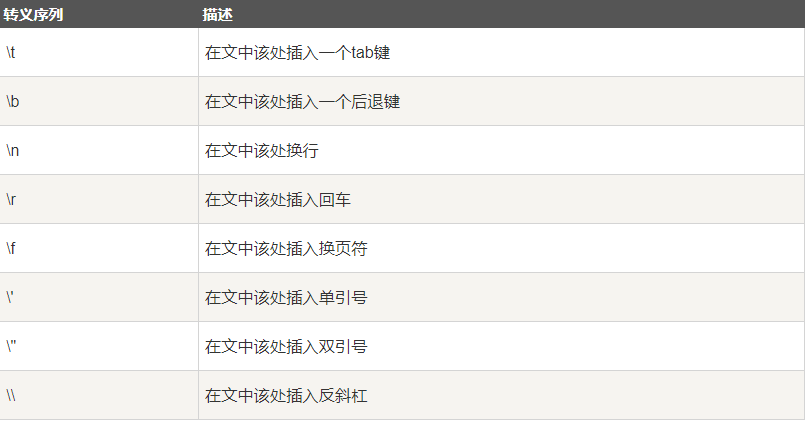 转义序列 描述
\t 在文中该处插入一个tab键
\b 在文中该处插入一个后退键
\n 在文中该处换行
\r 在文中该处插入回车
\f 在文中该处插入换页符
\' 在文中该处插入单引号
\" 在文中该处插入双引号
\\ 在文中该处插入反斜杠